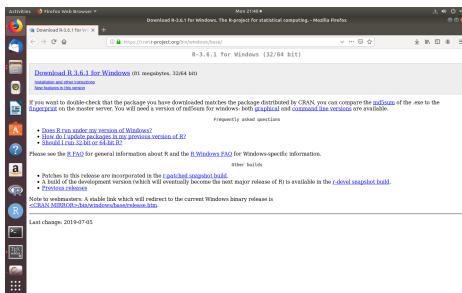 Activities Firefox Web Browser Mon 21:48
Download R-3.6.1 for Windows. The R-project for statistical computing. - Mozilla Firefox
Download R-3.6.1 for Wi
https://cran.r-project.org/bin/windows/base/
R-3.6.1 for Windows (32/64 bit)
Download R 3.6.1 for Windows (81 megabytes, 32/64 bit)
Installation and other instructions
New features in this version
If you want to double-check that the package you have downloaded matches the package distributed by CRAN, you can compare the md5sum of the .exe to the
fingerprint on the master server. You will need a version of md5sum for windows: both graphical and command line versions are available.
Frequently asked questions
Does R run under my version of Windows?
How do I update packages in my previous version of R?
Should I run 32-bit or 64-bit R?
Please see the R FAQ for general information about R and the R Windows FAQ for Windows-specific information.
Other builds
Patches to this release are incorporated in the r-patched snapshot build.
A build of the development version (which will eventually become the next major release of R) is available in the r-devel snapshot build.
Previous releases
Note to webmasters: A stable link which will redirect to the current Windows binary release is
<CRAN MIRROR>/bin/windows/base/release.htm.
Last change: 2019-07-05